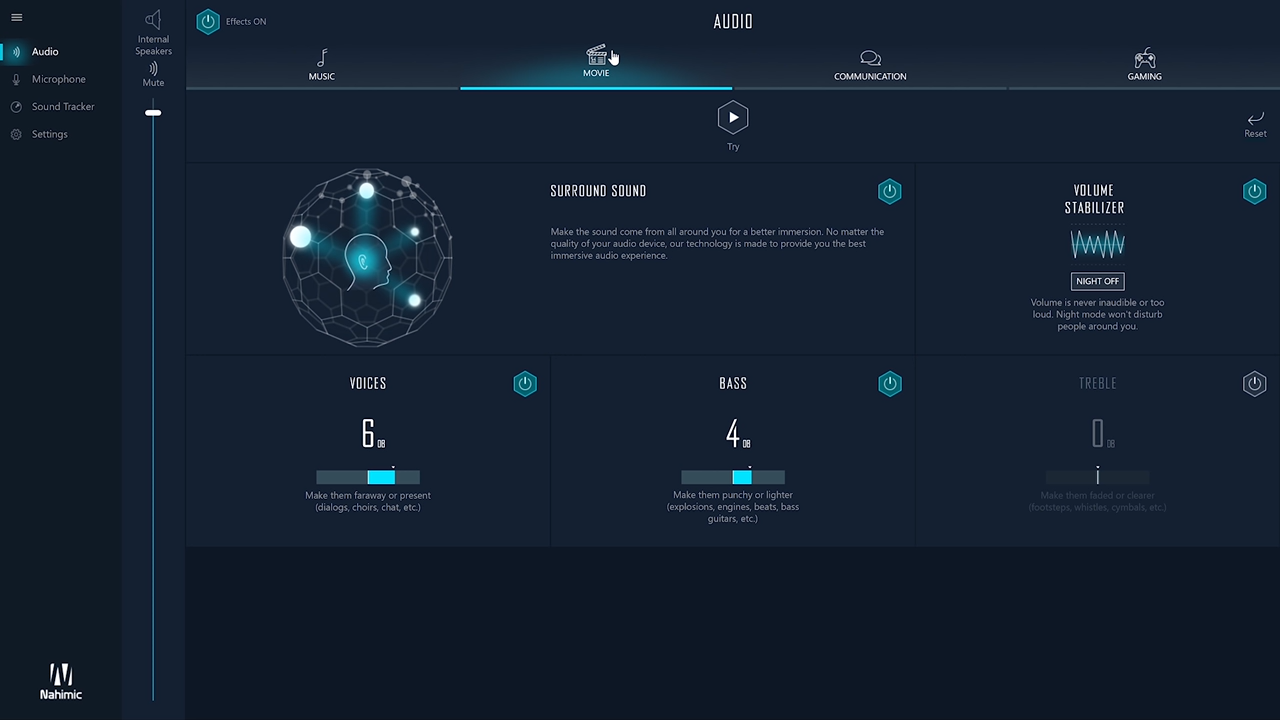 Audio
Microphone
Sound Tracker
Settings
Nahimic
Internal
Speakers
Mute
Effects ON
AUDIO
MUSIC
MOVIE
COMMUNICATION
GAMING
Try
Reset
SURROUND SOUND
Make the sound come from all around you for a better immersion. No matter the
quality of your audio device, our technology is made to provide you the best
immersive audio experience.
VOLUME
STABILIZER
NIGHT OFF
Volume is never inaudible or too
loud. Night mode won't disturb
people around you.
VOICES
6 DB
Make them faraway or present
(dialogs, choirs, chat, etc.)
BASS
4 DB
Make them punchy or lighter
(explosions, engines, beats, bass
guitars, etc.)
TREBLE
0 DB
Make them faded or clearer
(footsteps, whistles, cymbals, etc.)